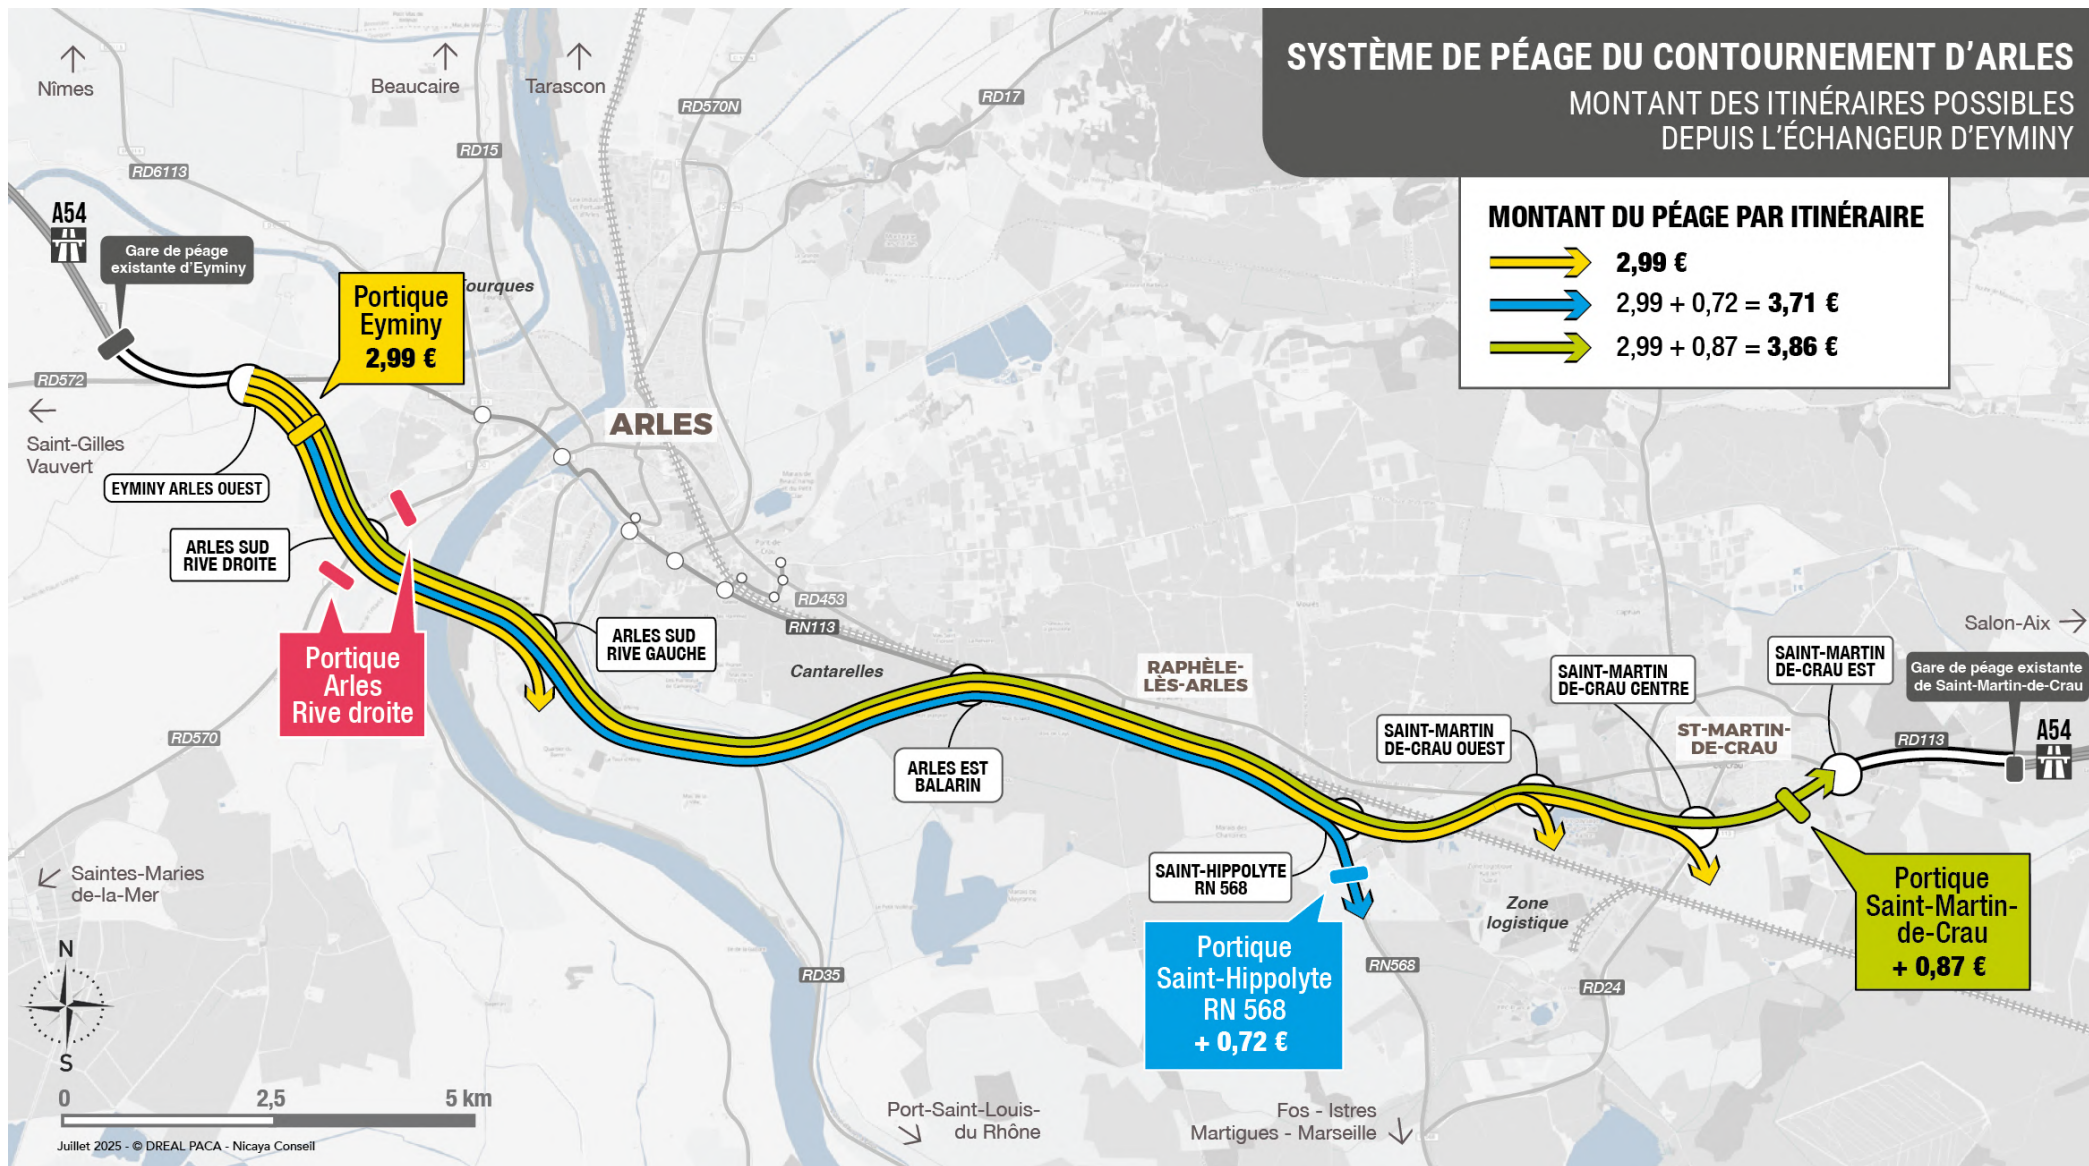 SYSTÈME DE PÉAGE DU CONTOURNEMENT D'ARLES
MONTANT DES ITINÉRAIRES POSSIBLES
DEPUIS L'ÉCHANGEUR D'EYMINY
MONTANT DU PÉAGE PAR ITINÉRAIRE
2,99 €
2,99 + 0,72 = 3,71 €
2,99 + 0,87 = 3,86 €
Nîmes
Beaucaire
Tarascon
RD570N
RD17
RD15
RD6113
A54
Gare de péage
existante d'Eyminy
Portique
Eyminy
2,99 €
Fourques
RD572
Saint-Gilles
Vauvert
ARLES
EYMINY ARLES OUEST
ARLES SUD
RIVE DROITE
Portique
Arles
Rive droite
ARLES SUD
RIVE GAUCHE
RD453
RN113
Cantarelles
RD570
ARLES EST
BALARIN
RAPHÈLE-
LÈS-ARLES
SAINT-MARTIN
DE-CRAU OUEST
SAINT-MARTIN
DE-CRAU CENTRE
ST-MARTIN-
DE-CRAU
SAINT-MARTIN
DE-CRAU EST
Salon-Aix
Gare de péage existante
de Saint-Martin-de-Crau
RD113
A54
SAINT-HIPPOLYTE
RN 568
Portique
Saint-Hippolyte
RN 568
+ 0,72 €
Zone
logistique
RN568
RD24
Portique
Saint-Martin-
de-Crau
+ 0,87 €
Saintes-Maries
de-la-Mer
RD35
N
S
0
2,5
5 km
Port-Saint-Louis-
du Rhône
Fos - Istres
Martigues - Marseille
Juillet 2025 - © DREAL PACA - Nicaya Conseil